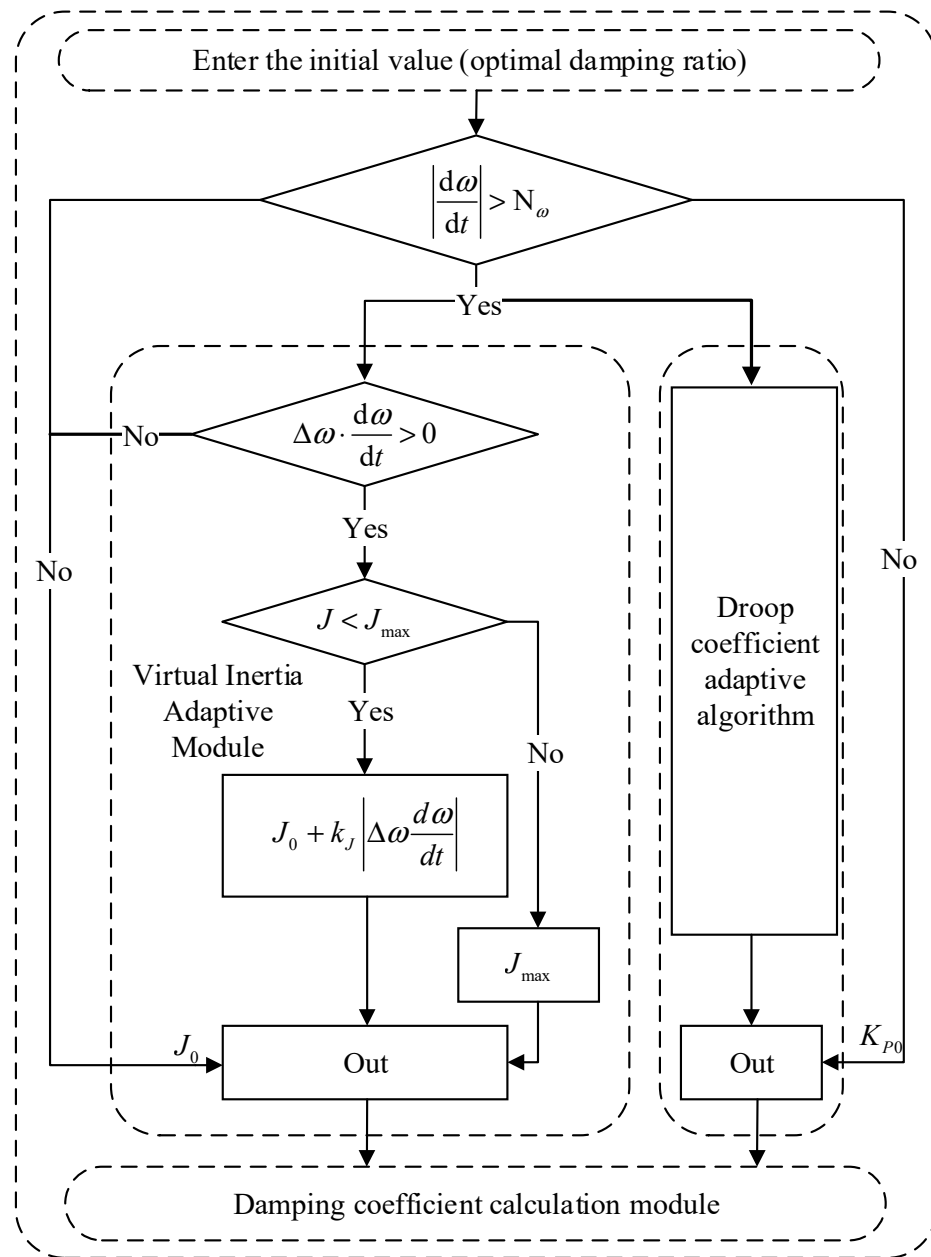 Enter the initial value (optimal damping ratio)
|dω/dt| > N_ω
Yes
Δω · dω/dt > 0
No
Yes
No
No
J < J_max
Virtual Inertia
Adaptive
Module
Yes
No
Droop
coefficient
adaptive
algorithm
J_0 + k_J |Δω dω/dt|
J_max
J_0
Out
Out
K_P0
Damping coefficient calculation module